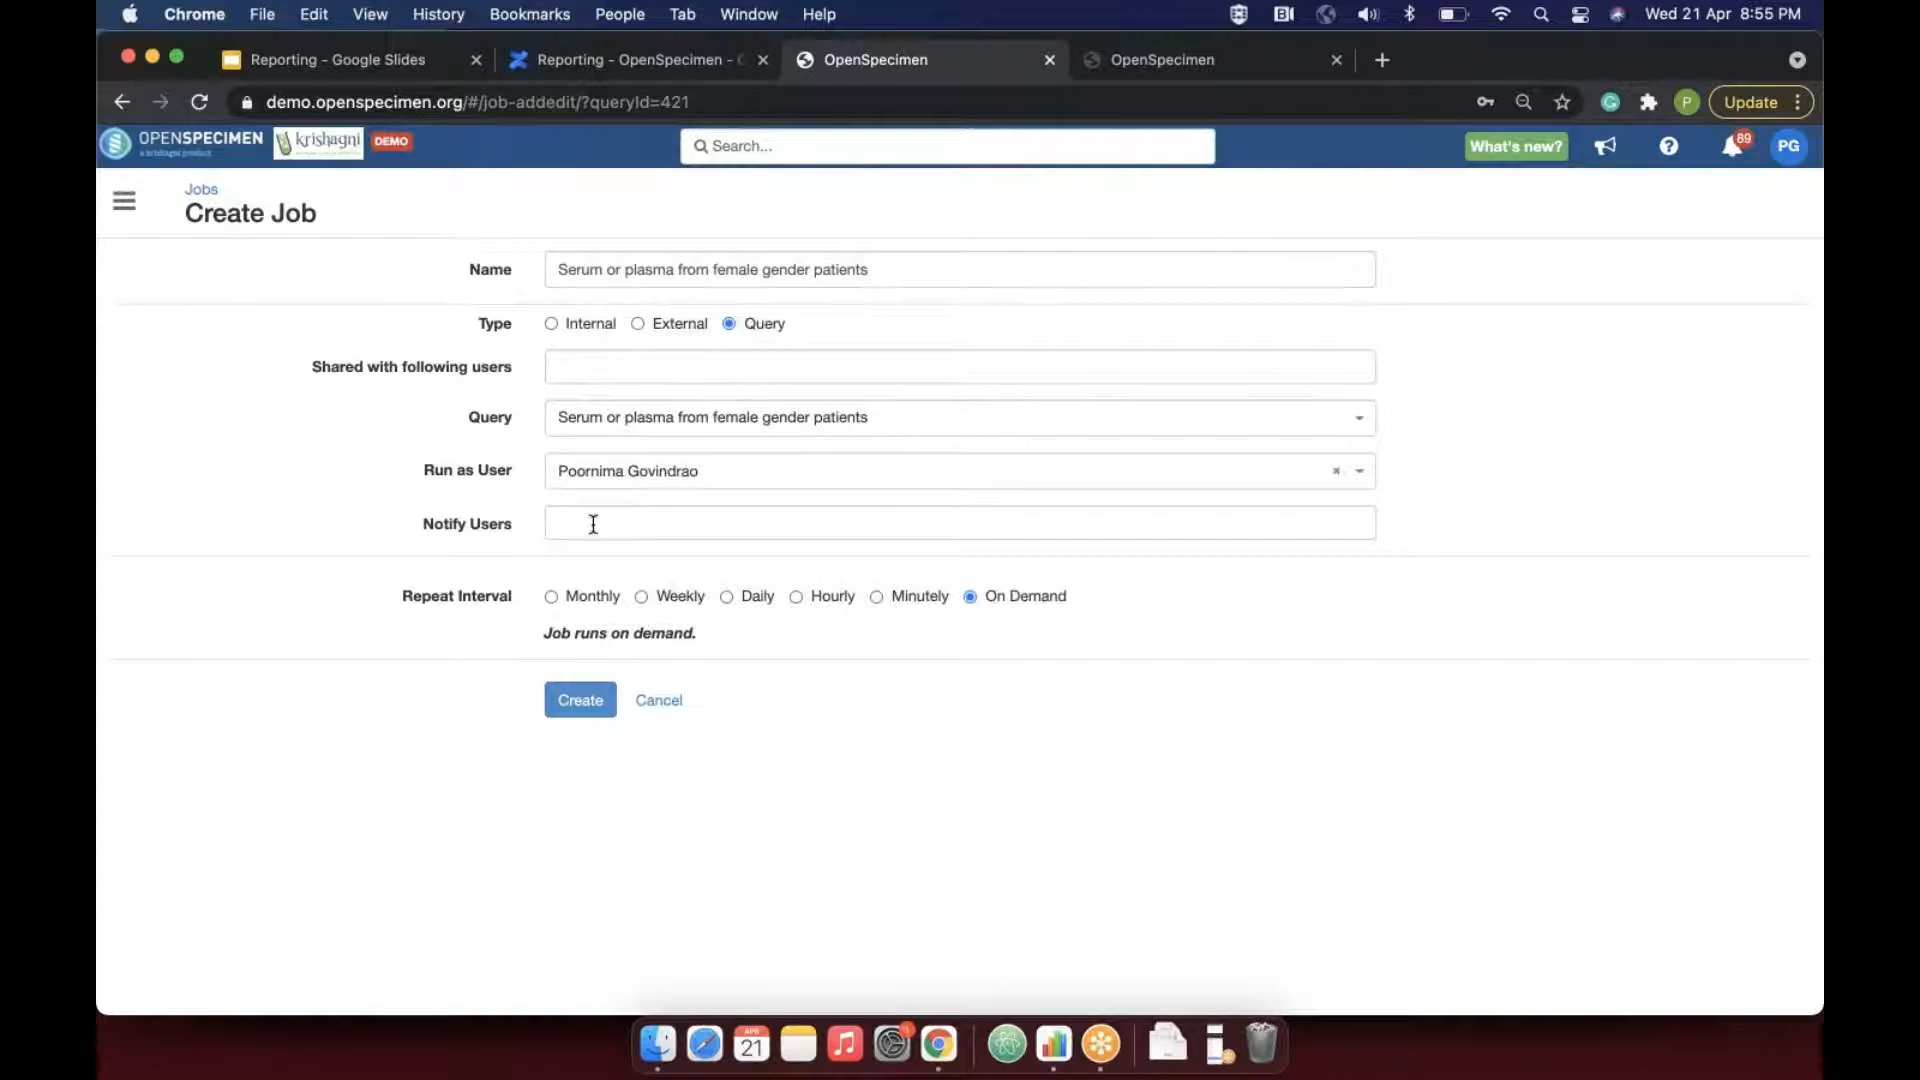 Chrome File Edit View History Bookmarks People Tab Window Help Wed 21 Apr 8:55 PM
Reporting - Google Slides Reporting - OpenSpecimen - OpenSpecimen OpenSpecimen
demo.openspecimen.org/#/job-addedit/?queryId=421 P Update
OPENSPECIMEN krishagni DEMO Search... What's new? 89 PG
a krishagni product
Jobs
Create Job
Name Serum or plasma from female gender patients
Type Internal External Query
Shared with following users
Query Serum or plasma from female gender patients
Run as User Poornima Govindrao
Notify Users
Repeat Interval Monthly Weekly Daily Hourly Minutely On Demand
Job runs on demand.
Create Cancel
APR
21 1